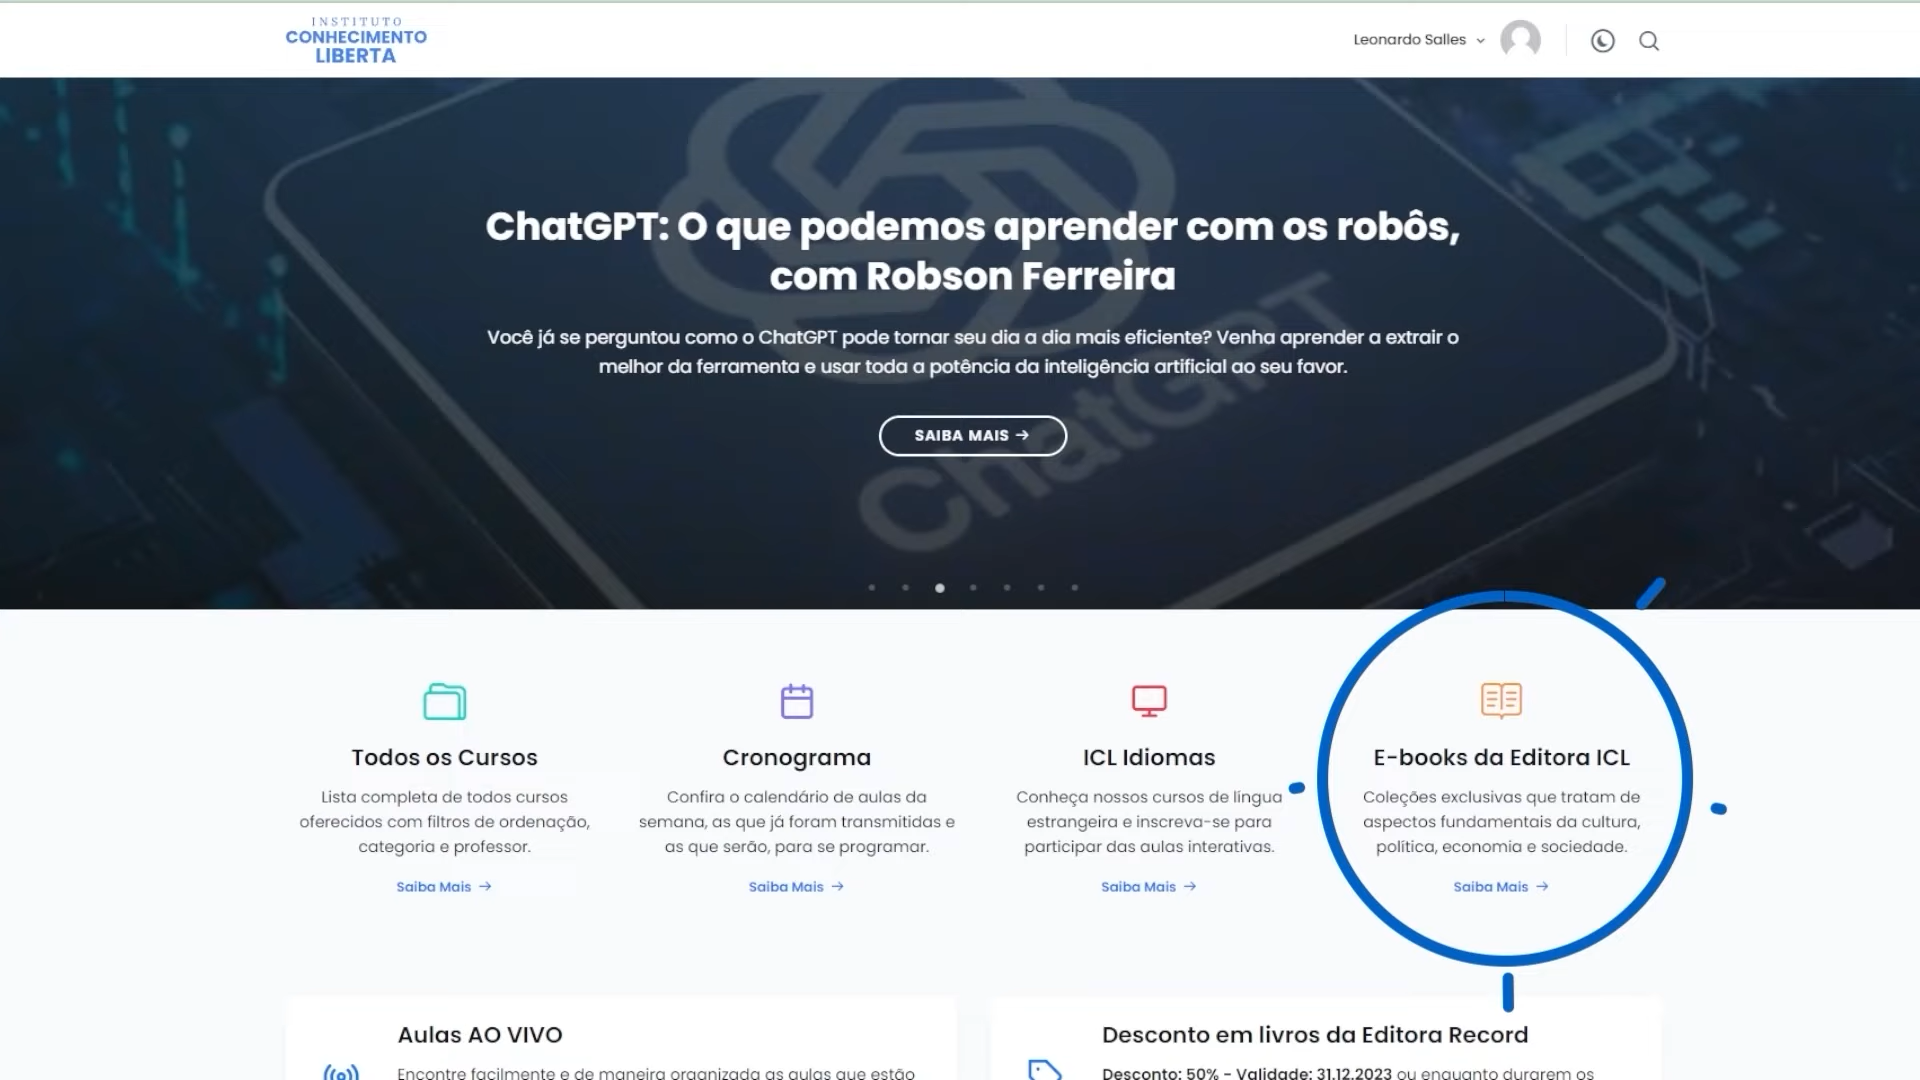 INSTITUTO
CONHECIMENTO
LIBERTA
Leonardo Salles
ChatGPT
ChatGPT: O que podemos aprender com os robôs,
com Robson Ferreira
Você já se perguntou como o ChatGPT pode tornar seu dia a dia mais eficiente? Venha aprender a extrair o
melhor da ferramenta e usar toda a potência da inteligência artificial ao seu favor.
SAIBA MAIS →
Todos os Cursos
Lista completa de todos cursos
oferecidos com filtros de ordenação,
categoria e professor.
Saiba Mais →
Cronograma
Confira o calendário de aulas da
semana, as que já foram transmitidas e
as que serão, para se programar.
Saiba Mais →
ICL Idiomas
Conheça nossos cursos de língua
estrangeira e inscreva-se para
participar das aulas interativas.
Saiba Mais →
E-books da Editora ICL
Coleções exclusivas que tratam de
aspectos fundamentais da cultura,
política, economia e sociedade.
Saiba Mais →
Aulas AO VIVO
Encontre facilmente e de maneira organizada as aulas que estão
Desconto em livros da Editora Record
Desconto: 50% - Validade: 31.12.2023 ou enquanto durarem os